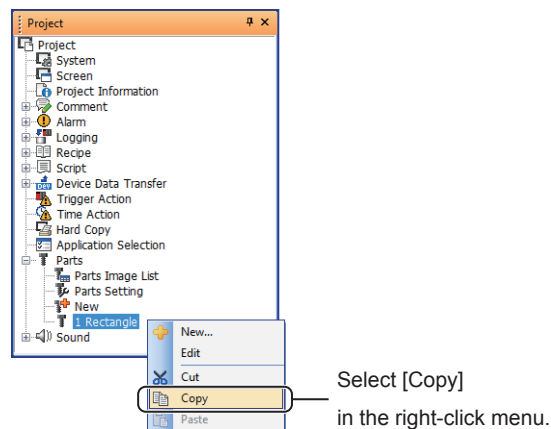 Project
Project
System
Screen
Project Information
Comment
Alarm
Logging
Recipe
Script
Device Data Transfer
Trigger Action
Time Action
Hard Copy
Application Selection
Parts
Parts Image List
Parts Setting
New
1 Rectangle
Sound
New...
Edit
Cut
Copy
Paste
Select [Copy]
in the right-click menu.